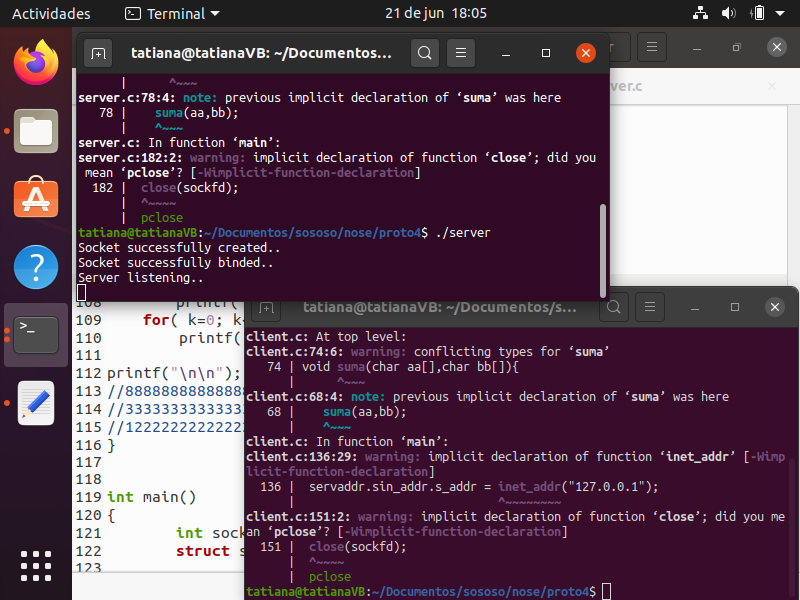 Actividades
Terminal
21 de jun 18:05
tatiana@tatianaVB: ~/Documentos...
|     ^~~~
server.c:78:4: note: previous implicit declaration of ‘suma’ was here
78 |    suma(aa,bb);
|    ^~~~
server.c: In function ‘main’:
server.c:182:2: warning: implicit declaration of function ‘close’; did you
mean ‘pclose’? [-Wimplicit-function-declaration]
182 |  close(sockfd);
|  ^~~~~
|  pclose
tatiana@tatianaVB:~/Documentos/sososo/nose/proto4$ ./server
Socket successfully created..
Socket successfully binded..
Server listening..
ver.c
108 printf(
109 for( k=0; k
110 printf(
111
112 printf("\n\n");
113 //8888888888888
114 //3333333333333
115 //1222222222222
116 }
117
118
119 int main()
120 {
121 int sock
122 struct s
123
tatiana@tatianaVB: ~/Documentos/s...
client.c: At top level:
client.c:74:6: warning: conflicting types for ‘suma’
74 | void suma(char aa[],char bb[]){
|      ^~~~
client.c:68:4: note: previous implicit declaration of ‘suma’ was here
68 |    suma(aa,bb);
|    ^~~~
client.c: In function ‘main’:
client.c:136:29: warning: implicit declaration of function ‘inet_addr’ [-Wimp
licit-function-declaration]
136 |  servaddr.sin_addr.s_addr = inet_addr("127.0.0.1");
|                             ^~~~~~~~~
client.c:151:2: warning: implicit declaration of function ‘close’; did you me
an ‘pclose’? [-Wimplicit-function-declaration]
151 |  close(sockfd);
|  ^~~~~
|  pclose
tatiana@tatianaVB:~/Documentos/sososo/nose/proto4$